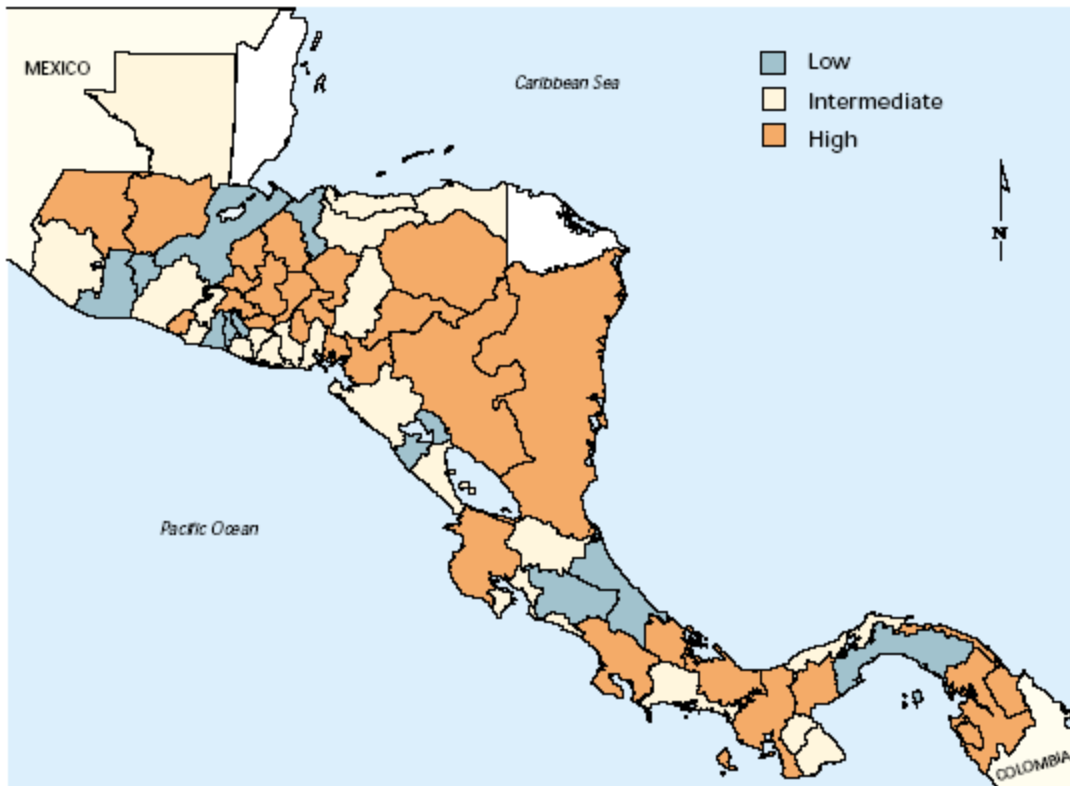 MEXICO
Caribbean Sea
Low
Intermediate
High
N
Pacific Ocean
COLOMBIA